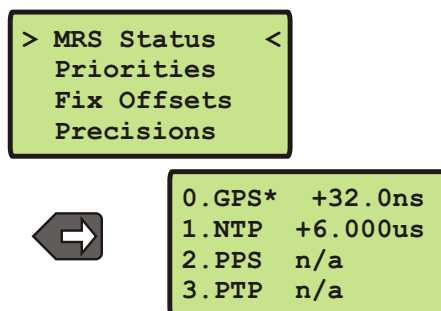 > MRS Status <
Priorities
Fix Offsets
Precisions
0.GPS* +32.0ns
1.NTP +6.000us
2.PPS n/a
3.PTP n/a